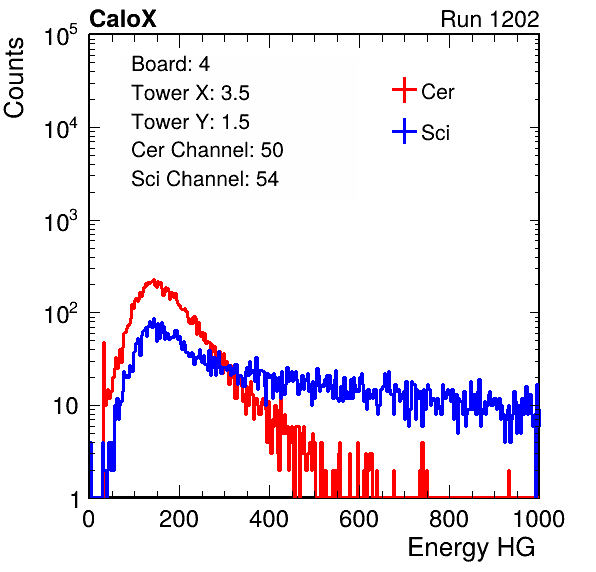 CaloX Run 1202
Counts
10^5
10^4
10^3
10^2
10
1
Board: 4
Tower X: 3.5
Tower Y: 1.5
Cer Channel: 50
Sci Channel: 54
Cer
Sci
0 200 400 600 800 1000
Energy HG